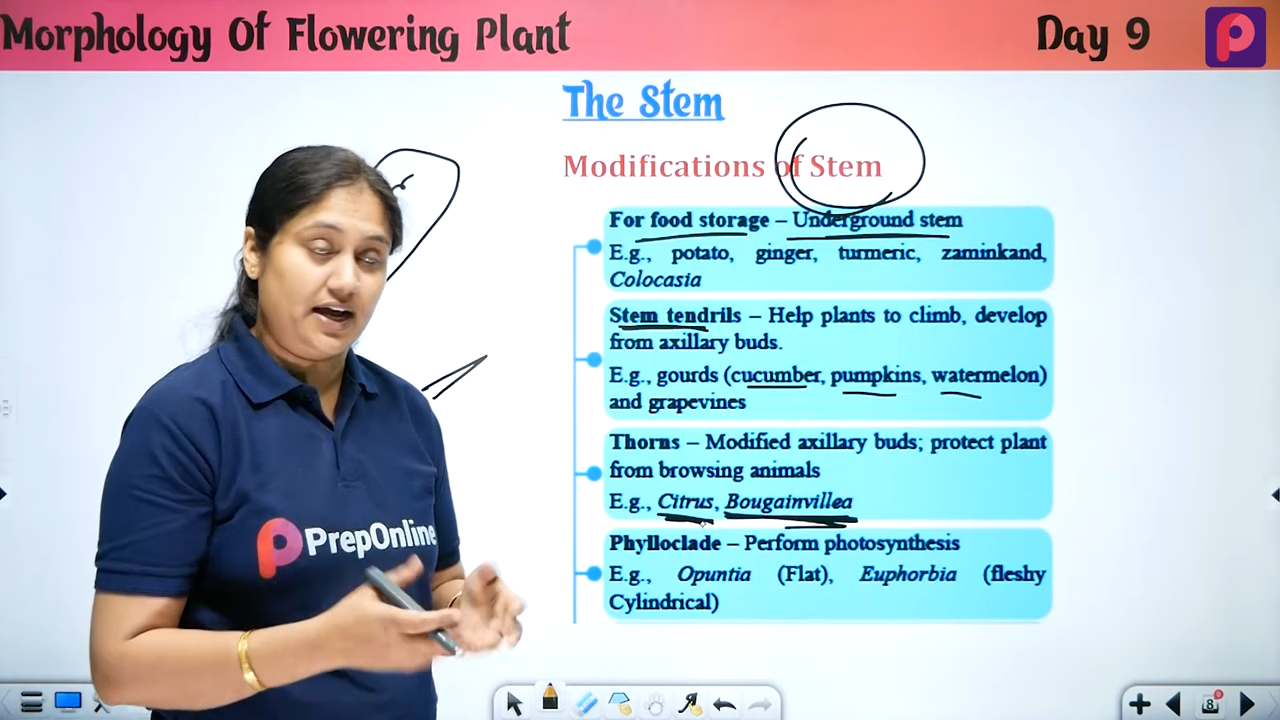 Morphology Of Flowering Plant
Day 9
The Stem
Modifications of Stem
For food storage – Underground stem
E.g., potato, ginger, turmeric, zaminkand,
Colocasia
Stem tendrils – Help plants to climb, develop
from axillary buds.
E.g., gourds (cucumber, pumpkins, watermelon)
and grapevines
Thorns – Modified axillary buds; protect plant
from browsing animals
E.g., Citrus, Bougainvillea
Phylloclade – Perform photosynthesis
E.g., Opuntia (Flat), Euphorbia (fleshy
Cylindrical)
PrepOnline
8